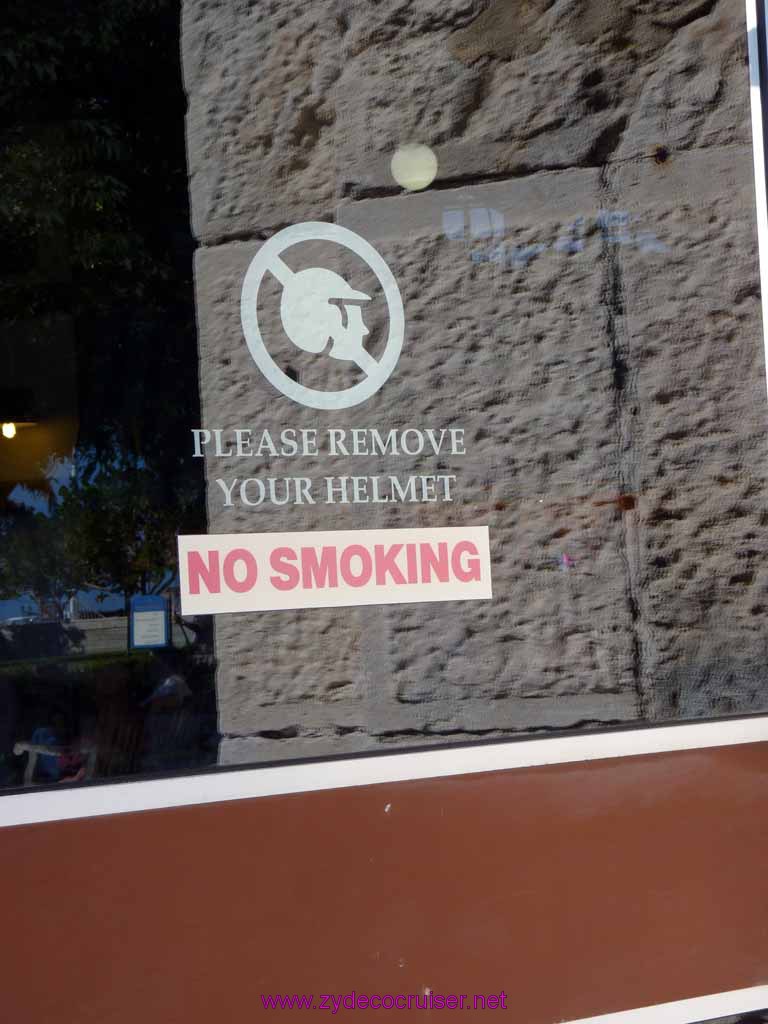 PLEASE REMOVE
YOUR HELMET
NO SMOKING
www.zydecocruiser.net